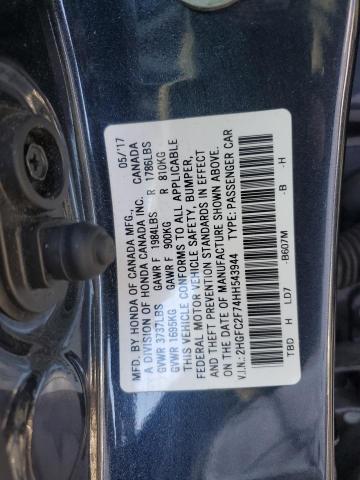 MFD. BY HONDA OF CANADA MFG. 05/'17
A DIVISION OF HONDA CANADA INC. CANADA
GVWR 3737LBS GAWR F 1984LBS R 1786LBS
GVWR 1695KG GAWR F 900KG R 810KG
THIS VEHICLE CONFORMS TO ALL APPLICABLE
FEDERAL MOTOR VEHICLE SAFETY, BUMPER,
AND THEFT PREVENTION STANDARDS IN EFFECT
ON THE DATE OF MANUFACTURE SHOWN ABOVE.
V.I.N.:2HGFC2F74HH543944 TYPE:PASSENGER CAR
TBD H LD7 -B607M -B -H